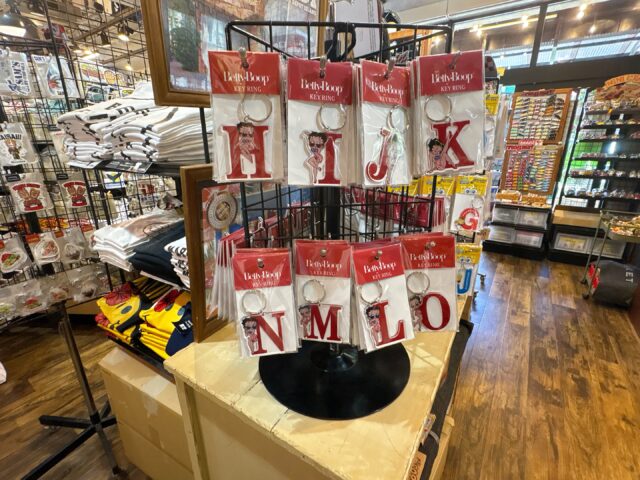 Betty Boop
KEY RING
H
Betty Boop
KEY RING
I
Betty Boop
KEY RING
J
Betty Boop
KEY RING
K
Betty Boop
KEY RING
N
Betty Boop
KEY RING
M
Betty Boop
KEY RING
L
Betty Boop
KEY RING
O
G
J